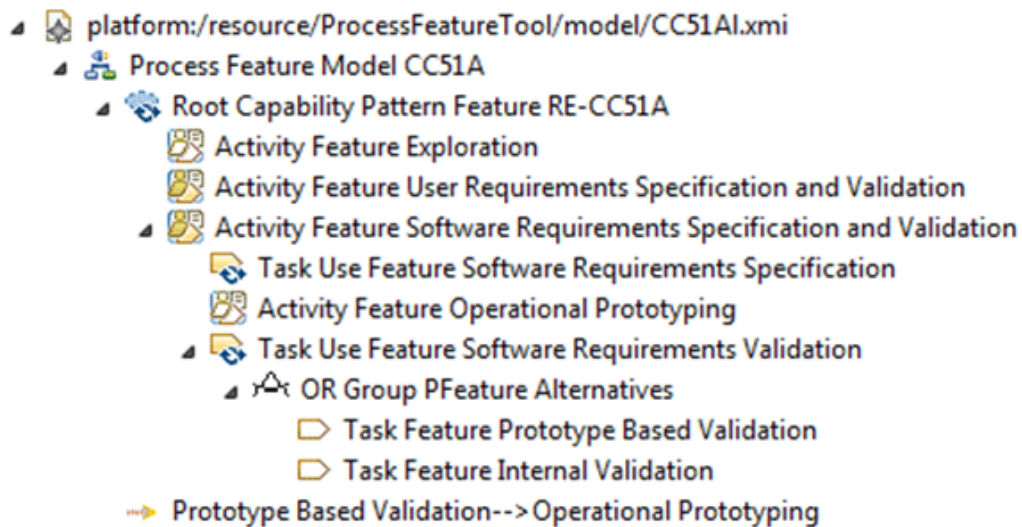 platform:/resource/ProcessFeatureTool/model/CC51AI.xmi
Process Feature Model CC51A
Root Capability Pattern Feature RE-CC51A
Activity Feature Exploration
Activity Feature User Requirements Specification and Validation
Activity Feature Software Requirements Specification and Validation
Task Use Feature Software Requirements Specification
Activity Feature Operational Prototyping
Task Use Feature Software Requirements Validation
OR Group PFeature Alternatives
Task Feature Prototype Based Validation
Task Feature Internal Validation
Prototype Based Validation-->Operational Prototyping